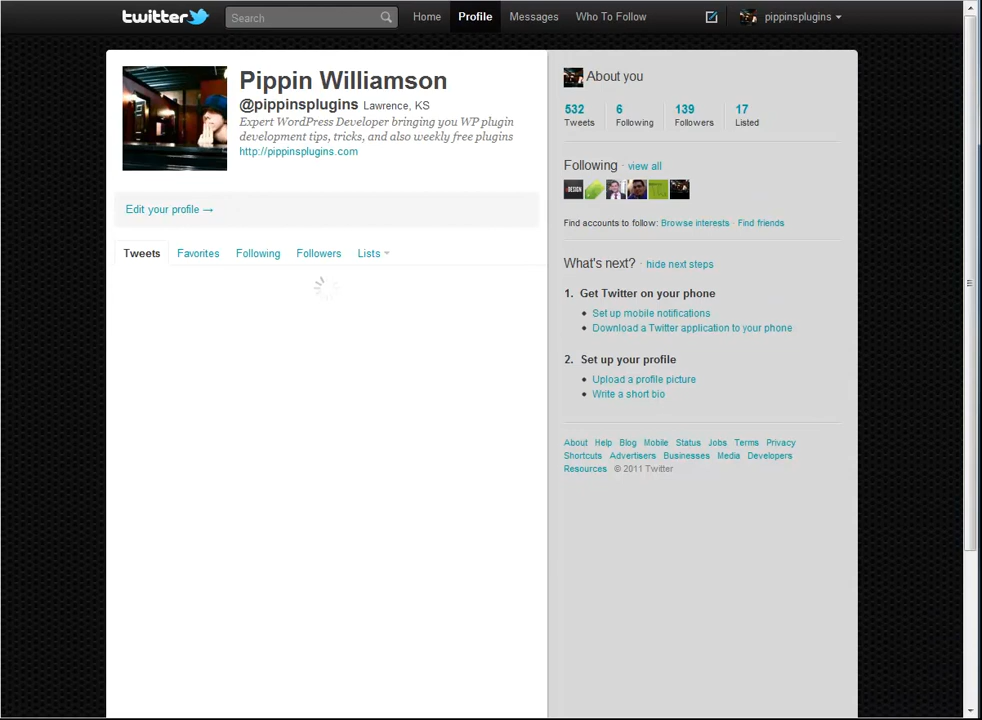 twitter Search Home Profile Messages Who To Follow pippinsplugins
Pippin Williamson
@pippinsplugins Lawrence, KS
Expert WordPress Developer bringing you WP plugin
development tips, tricks, and also weekly free plugins
http://pippinsplugins.com
Edit your profile →
Tweets Favorites Following Followers Lists
About you
532 6 139 17
Tweets Following Followers Listed
Following · view all
DESIGN
Find accounts to follow: Browse interests · Find friends
What's next? · hide next steps
1. Get Twitter on your phone
• Set up mobile notifications
• Download a Twitter application to your phone
2. Set up your profile
• Upload a profile picture
• Write a short bio
About Help Blog Mobile Status Jobs Terms Privacy
Shortcuts Advertisers Businesses Media Developers
Resources © 2011 Twitter